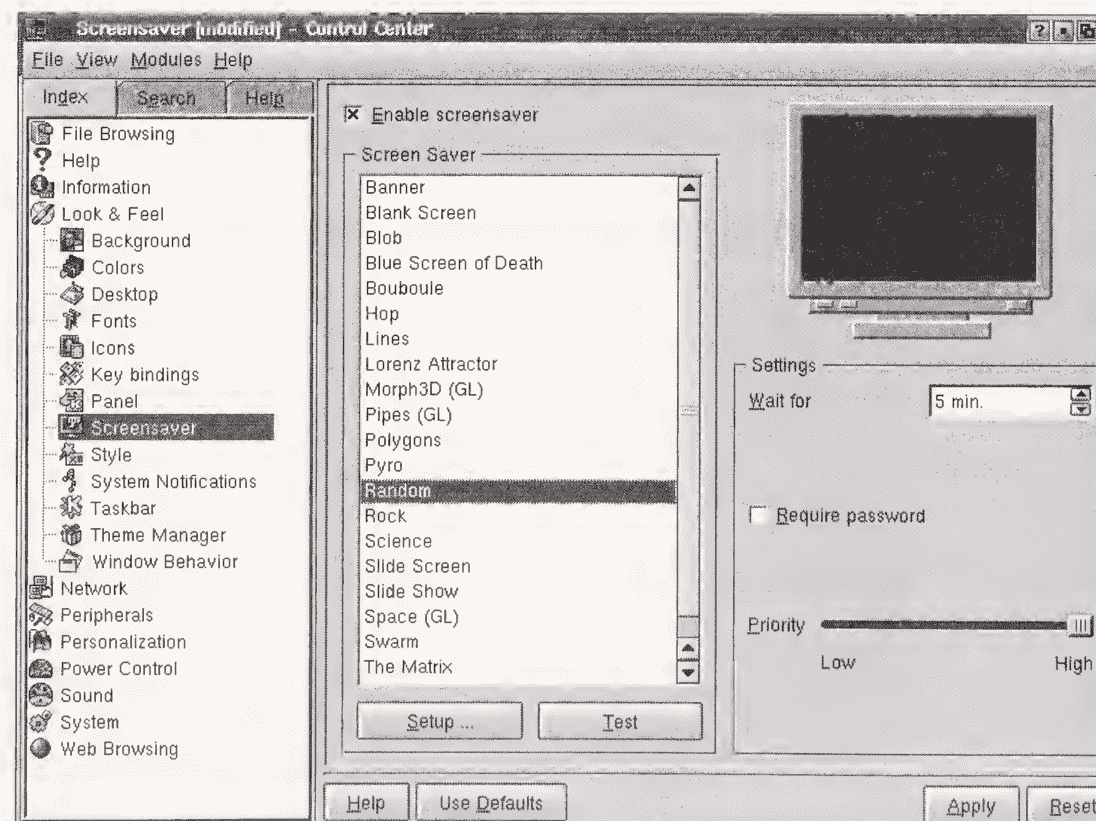 Screensaver [modified] - Control Center
File View Modules Help
Index Search Help
File Browsing
Help
Information
Look & Feel
Background
Colors
Desktop
Fonts
Icons
Key bindings
Panel
Screensaver
Style
System Notifications
Taskbar
Theme Manager
Window Behavior
Network
Peripherals
Personalization
Power Control
Sound
System
Web Browsing
Enable screensaver
Screen Saver
Banner
Blank Screen
Blob
Blue Screen of Death
Bouboule
Hop
Lines
Lorenz Attractor
Morph3D (GL)
Pipes (GL)
Polygons
Pyro
Random
Rock
Science
Slide Screen
Slide Show
Space (GL)
Swarm
The Matrix
Setup ... Test
Settings
Wait for 5 min.
Require password
Priority
Low High
Help Use Defaults Apply Reset